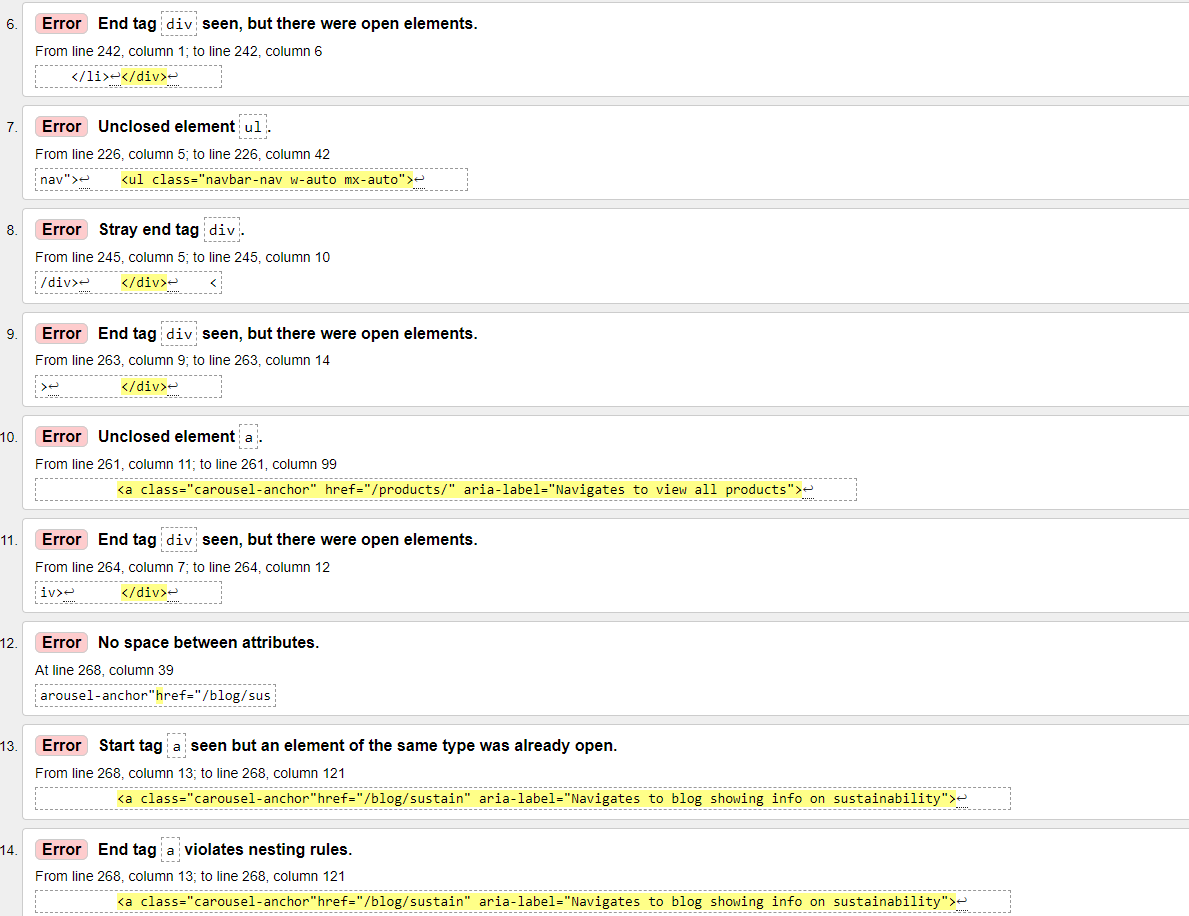 6. Error End tag div seen, but there were open elements.
From line 242, column 1; to line 242, column 6
</li>↩</div>↩
7. Error Unclosed element ul.
From line 226, column 5; to line 226, column 42
nav">↩ <ul class="navbar-nav w-auto mx-auto">↩
8. Error Stray end tag div.
From line 245, column 5; to line 245, column 10
/div>↩ </div>↩ <
9. Error End tag div seen, but there were open elements.
From line 263, column 9; to line 263, column 14
>↩ </div>↩
10. Error Unclosed element a.
From line 261, column 11; to line 261, column 99
<a class="carousel-anchor" href="/products/" aria-label="Navigates to view all products">↩
11. Error End tag div seen, but there were open elements.
From line 264, column 7; to line 264, column 12
iv>↩ </div>↩
12. Error No space between attributes.
At line 268, column 39
arousel-anchor"href="/blog/sus
13. Error Start tag a seen but an element of the same type was already open.
From line 268, column 13; to line 268, column 121
<a class="carousel-anchor"href="/blog/sustain" aria-label="Navigates to blog showing info on sustainability">↩
14. Error End tag a violates nesting rules.
From line 268, column 13; to line 268, column 121
<a class="carousel-anchor"href="/blog/sustain" aria-label="Navigates to blog showing info on sustainability">↩